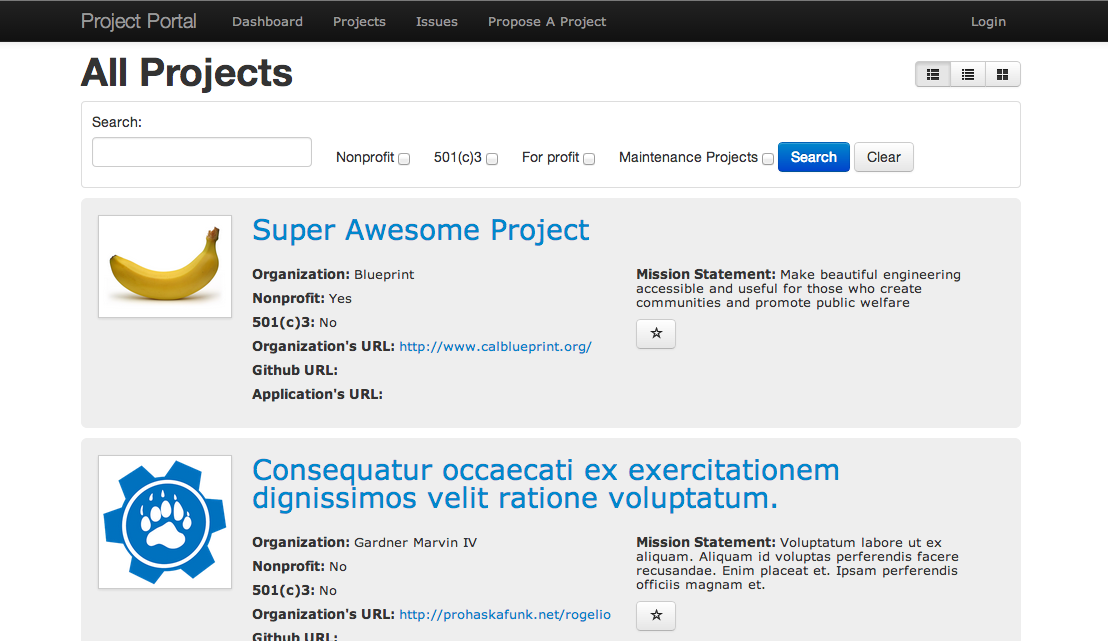 Project Portal Dashboard Projects Issues Propose A Project Login
All Projects
Search:
Nonprofit 501(c)3 For profit Maintenance Projects Search Clear
Super Awesome Project
Organization: Blueprint
Nonprofit: Yes
501(c)3: No
Organization's URL: http://www.calblueprint.org/
Github URL:
Application's URL:
Mission Statement: Make beautiful engineering
accessible and useful for those who create
communities and promote public welfare
Consequatur occaecati ex exercitationem
dignissimos velit ratione voluptatum.
Organization: Gardner Marvin IV
Nonprofit: No
501(c)3: No
Organization's URL: http://prohaskafunk.net/rogelio
Github URL:
Mission Statement: Voluptatum labore ut ex
aliquam. Aliquam id voluptas perferendis facere
recusandae. Enim placeat et. Ipsam perferendis
officiis magnam et.